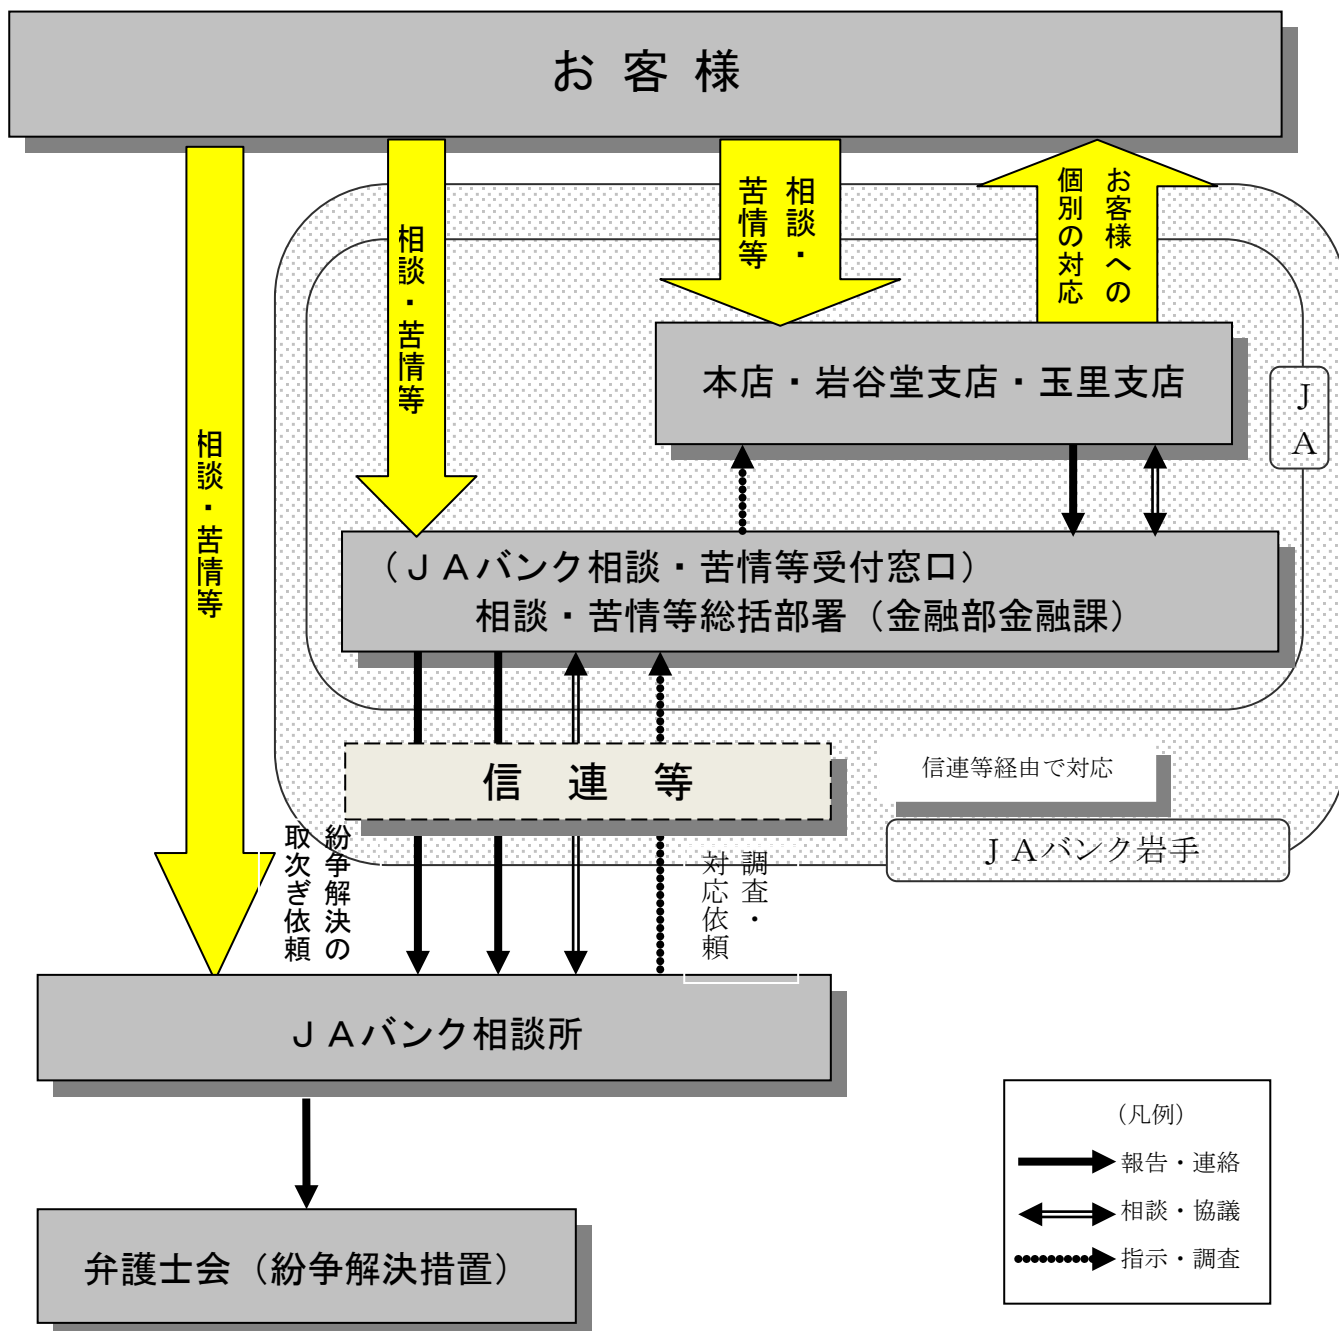 お 客 様
相談・苦情等
相談・苦情等
相談・
苦情等
お客様への
個別の対応
本店・岩谷堂支店・玉里支店
ＪＡ
（ＪＡバンク相談・苦情等受付窓口）
相談・苦情等総括部署（金融部金融課）
信　連　等
信連等経由で対応
ＪＡバンク岩手
紛争解決の
取次ぎ依頼
調査・
対応依頼
ＪＡバンク相談所
弁護士会（紛争解決措置）
（凡例）
報告・連絡
相談・協議
指示・調査